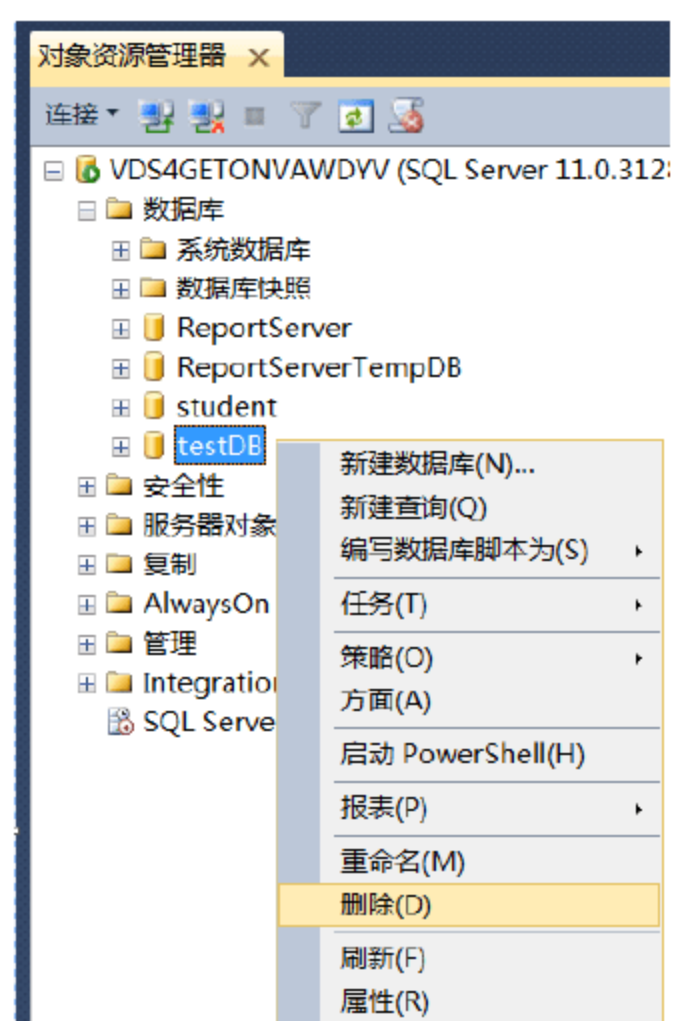 对象资源管理器
连接
VDS4GETONVAWDYV (SQL Server 11.0.312
数据库
系统数据库
数据库快照
ReportServer
ReportServerTempDB
student
testDB
安全性
服务器对象
复制
AlwaysOn
管理
Integration
SQL Serve
新建数据库(N)...
新建查询(Q)
编写数据库脚本为(S)
任务(T)
策略(O)
方面(A)
启动 PowerShell(H)
报表(P)
重命名(M)
删除(D)
刷新(F)
属性(R)